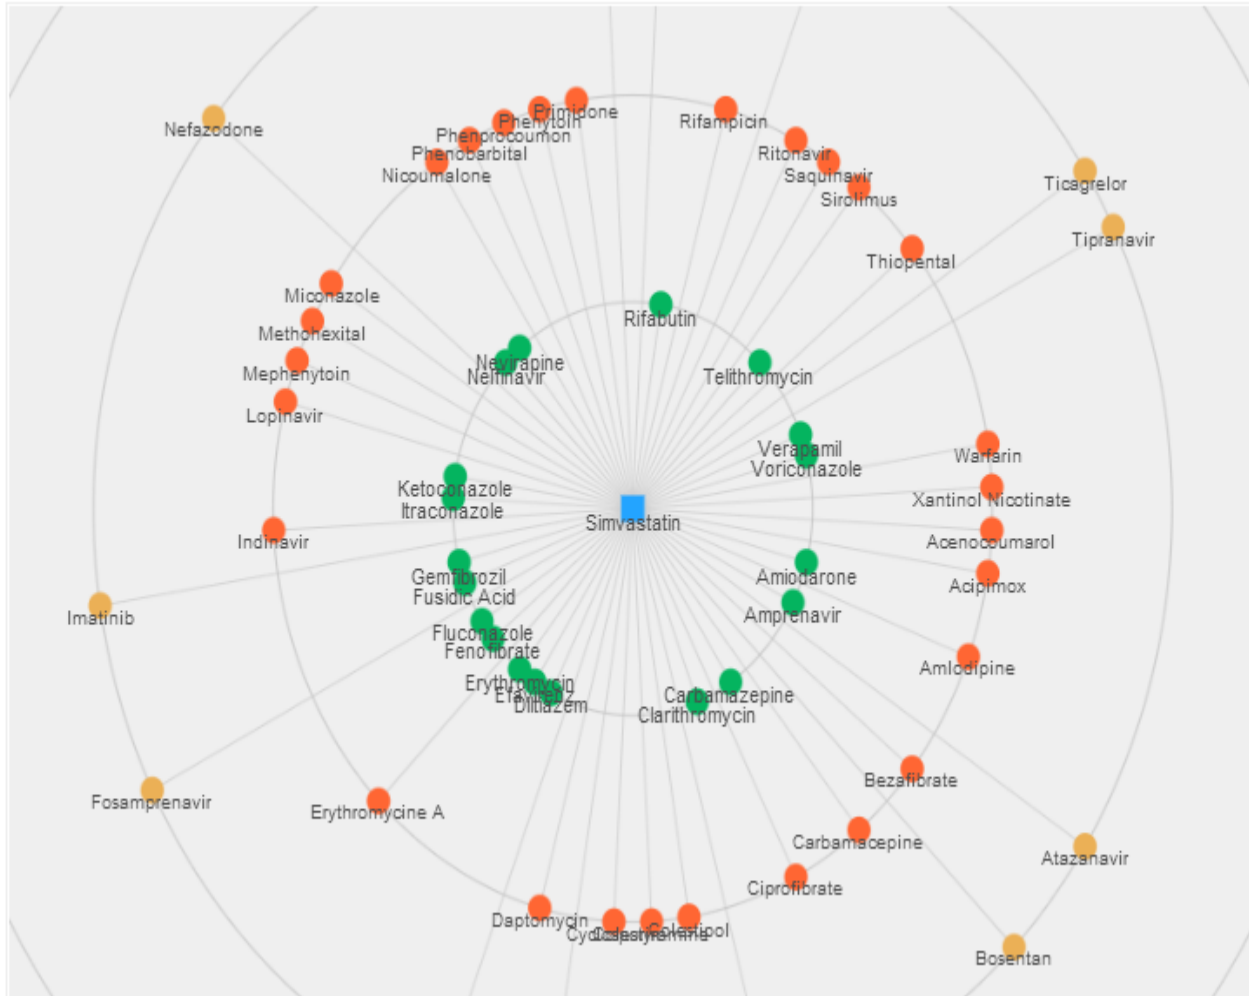 Primidone
Phenytoin
Rifampicin
Nefazodone
Phenprocoumon
Phenobarbital
Ritonavir
Nicoumalone
Saquinavir
Ticagrelor
Sirolimus
Tipranavir
Thiopental
Miconazole
Rifabutin
Methohexital
Nevirapine
Mephenytoin
Nelfinavir
Telithromycin
Lopinavir
Verapamil
Warfarin
Voriconazole
Ketoconazole
Xantinol Nicotinate
Itraconazole
Simvastatin
Indinavir
Acenocoumarol
Gemfibrozil
Amiodarone
Acipimox
Fusidic Acid
Imatinib
Amprenavir
Fluconazole
Fenofibrate
Amlodipine
Erythromycin
Efavirenz
Carbamazepine
Diltiazem
Clarithromycin
Bezafibrate
Fosamprenavir
Erythromycine A
Carbamacepine
Atazanavir
Ciprofibrate
Daptomycin
Colestipol
Bosentan